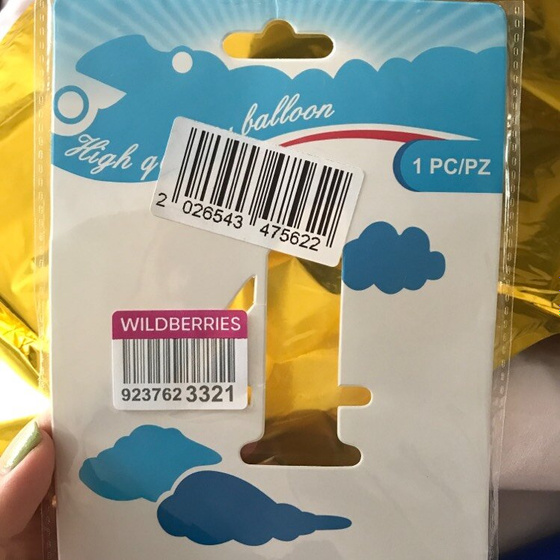 High q balloon
1 PC/PZ
2 026543 475622
WILDBERRIES
923762 3321